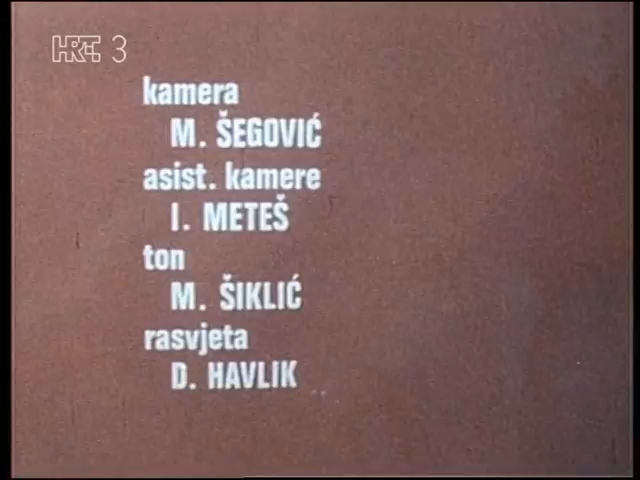 HRT 3
kamera
M. ŠEGOVIĆ
asist. kamere
I. METEŠ
ton
M. ŠIKLIĆ
rasvjeta
D. HAVLIK